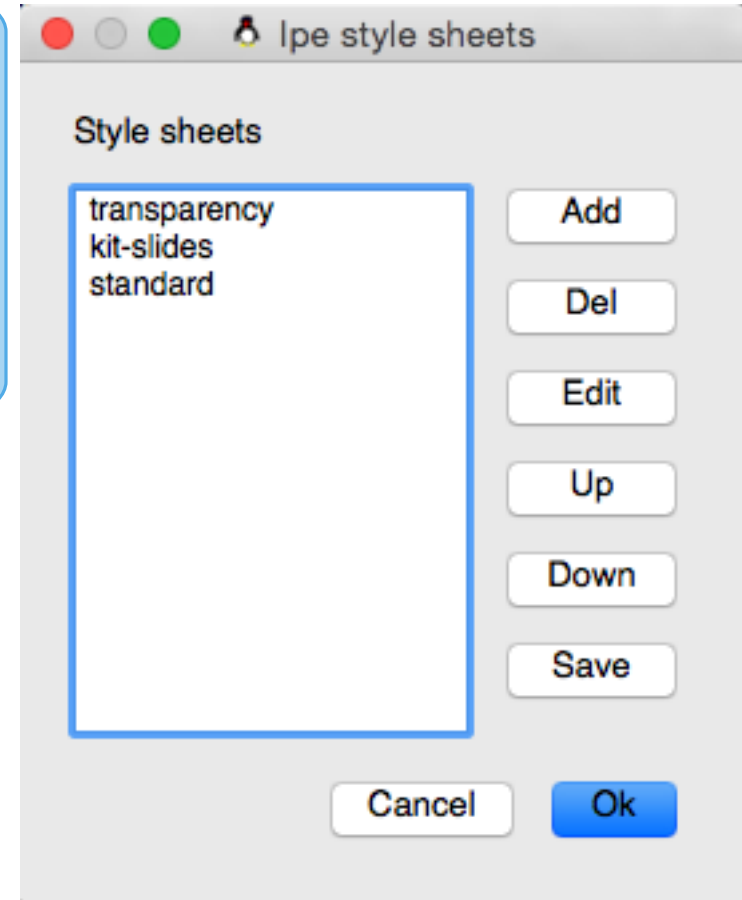 Ipe style sheets
Style sheets
transparency
kit-slides
standard
Add
Del
Edit
Up
Down
Save
Cancel
Ok